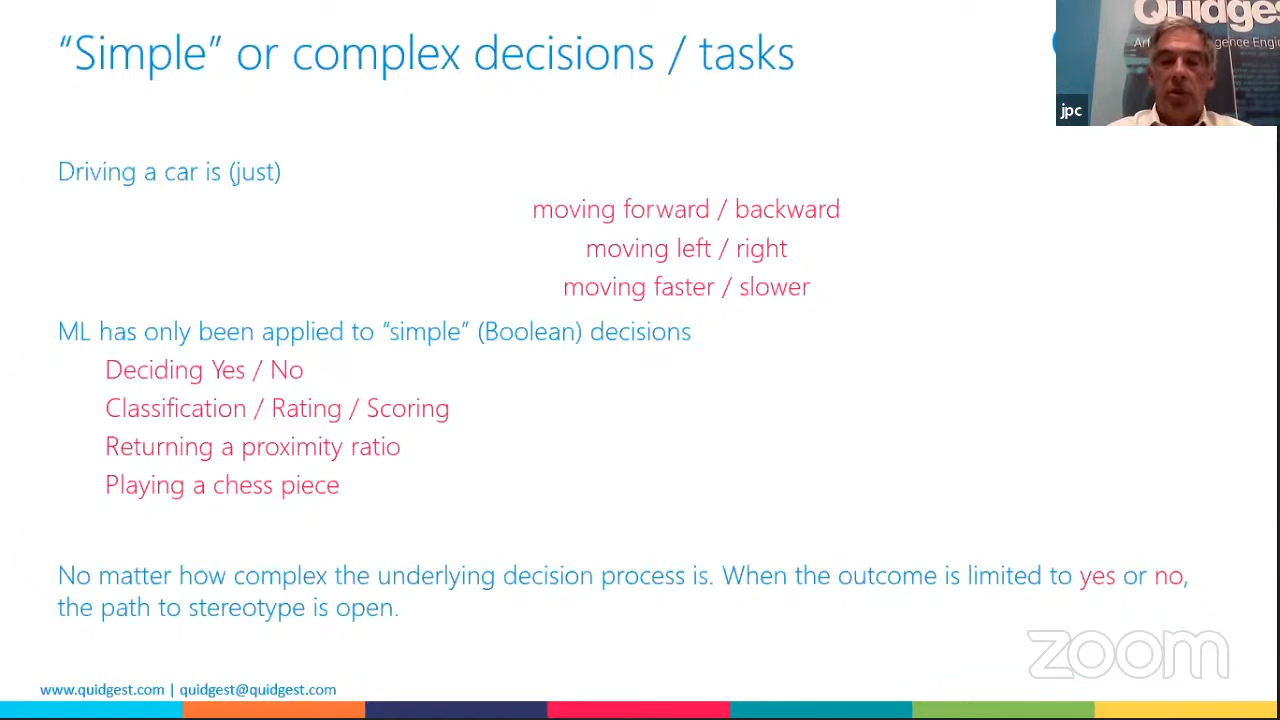 "Simple" or complex decisions / tasks
Quidges
jpc
Driving a car is (just)
moving forward / backward
moving left / right
moving faster / slower
ML has only been applied to "simple" (Boolean) decisions
Deciding Yes / No
Classification / Rating / Scoring
Returning a proximity ratio
Playing a chess piece
No matter how complex the underlying decision process is. When the outcome is limited to yes or no,
the path to stereotype is open.
zoom
www.quidgest.com | quidgest@quidgest.com